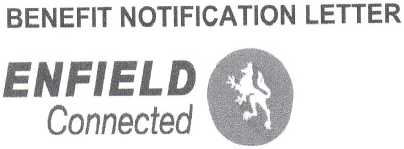 BENEFIT NOTIFICATION LETTER
ENFIELD
Connected